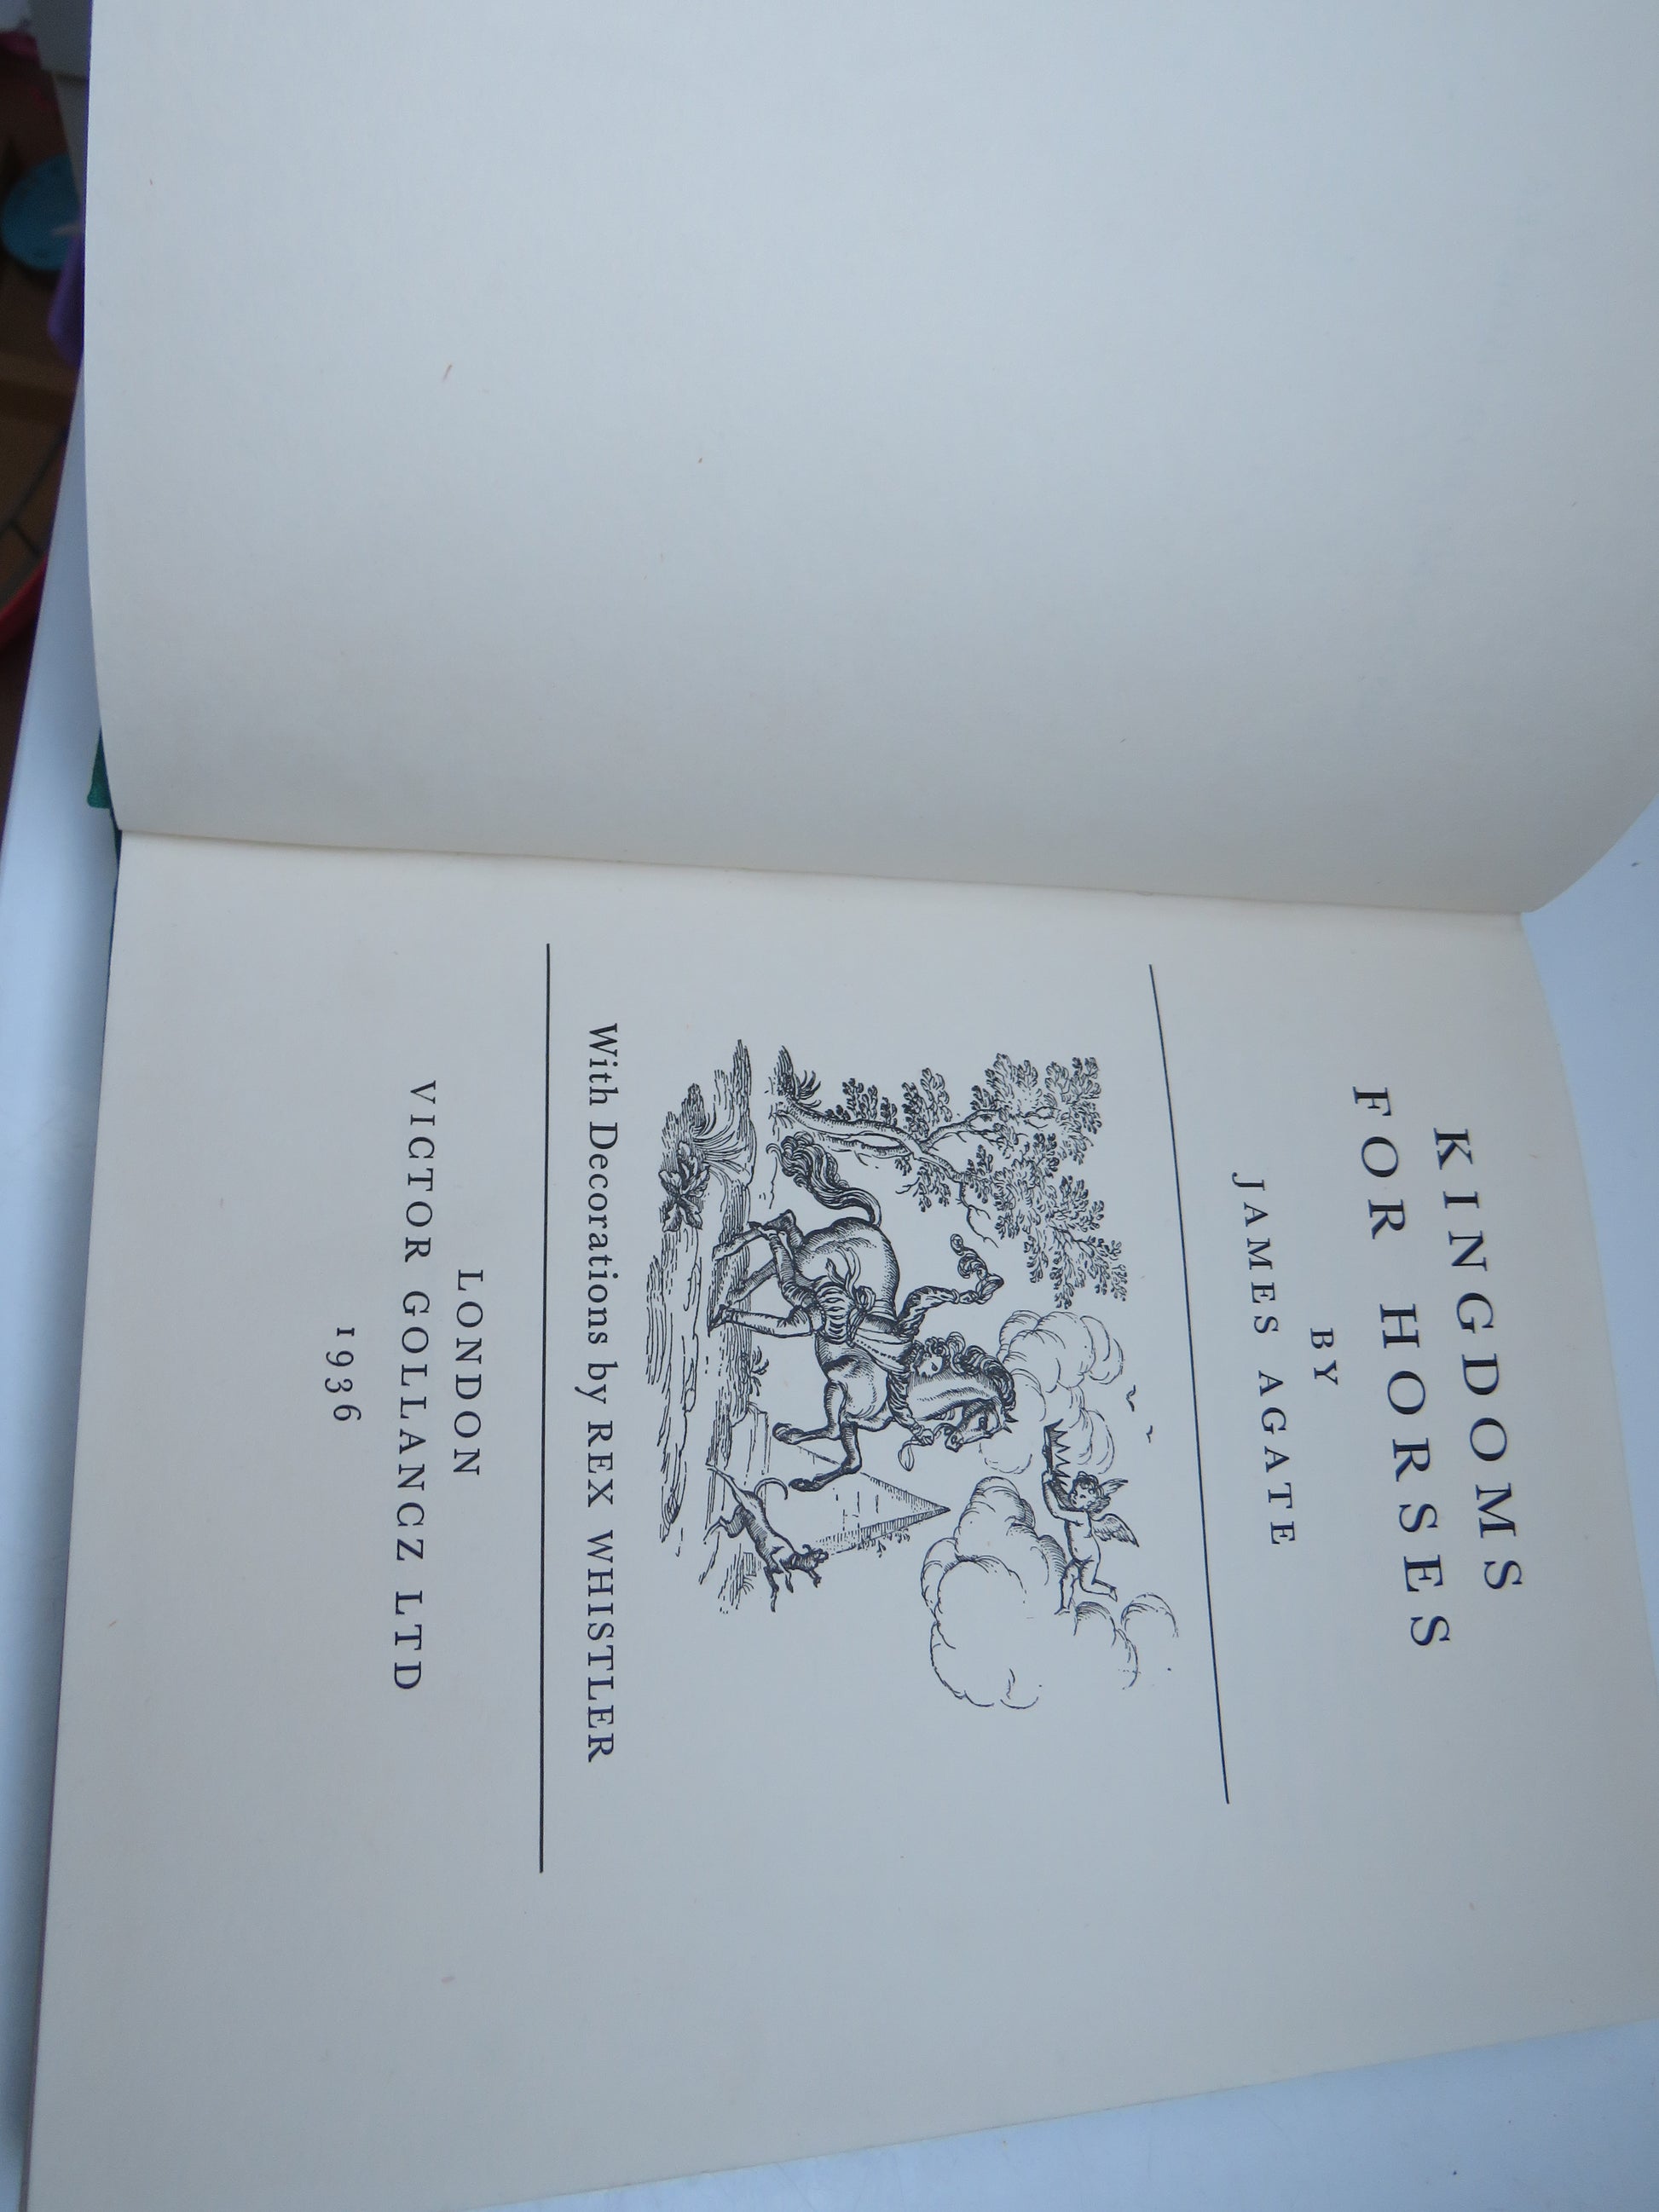 KINGDOMS
FOR HORSES
BY
JAMES AGATE
With Decorations by REX WHISTLER
LONDON
VICTOR GOLLANCZ LTD
1936